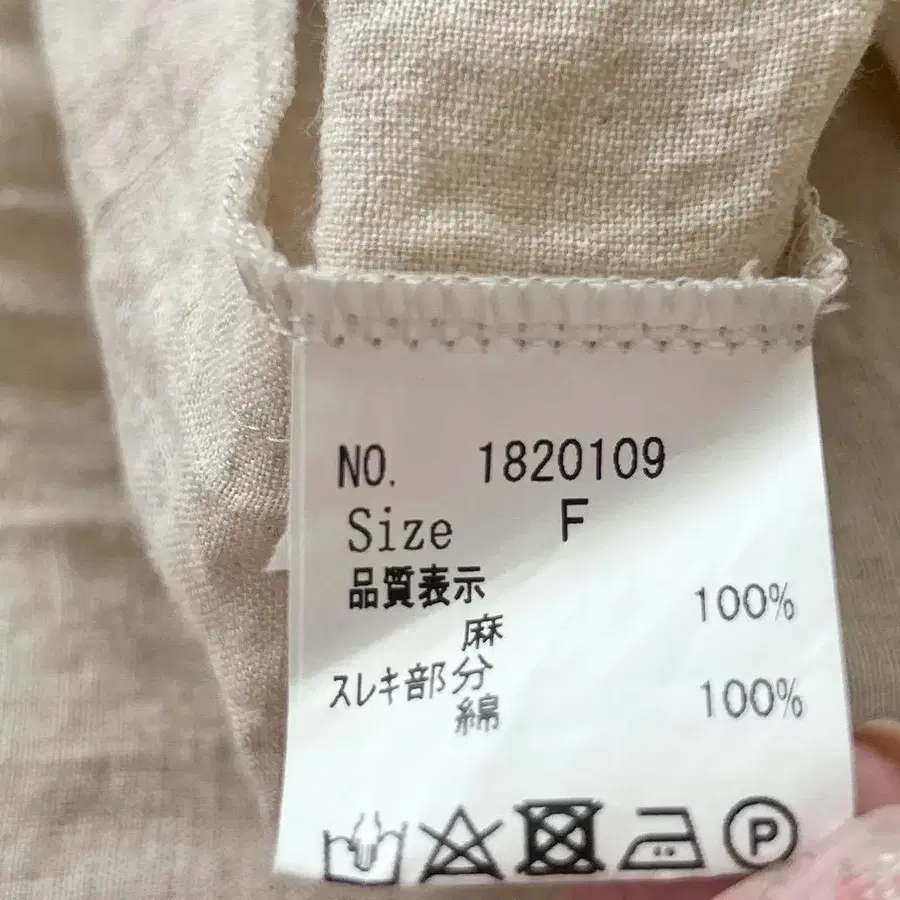 NO. 1820109
Size F
品質表示
麻 100%
スレキ部分
綿 100%
P